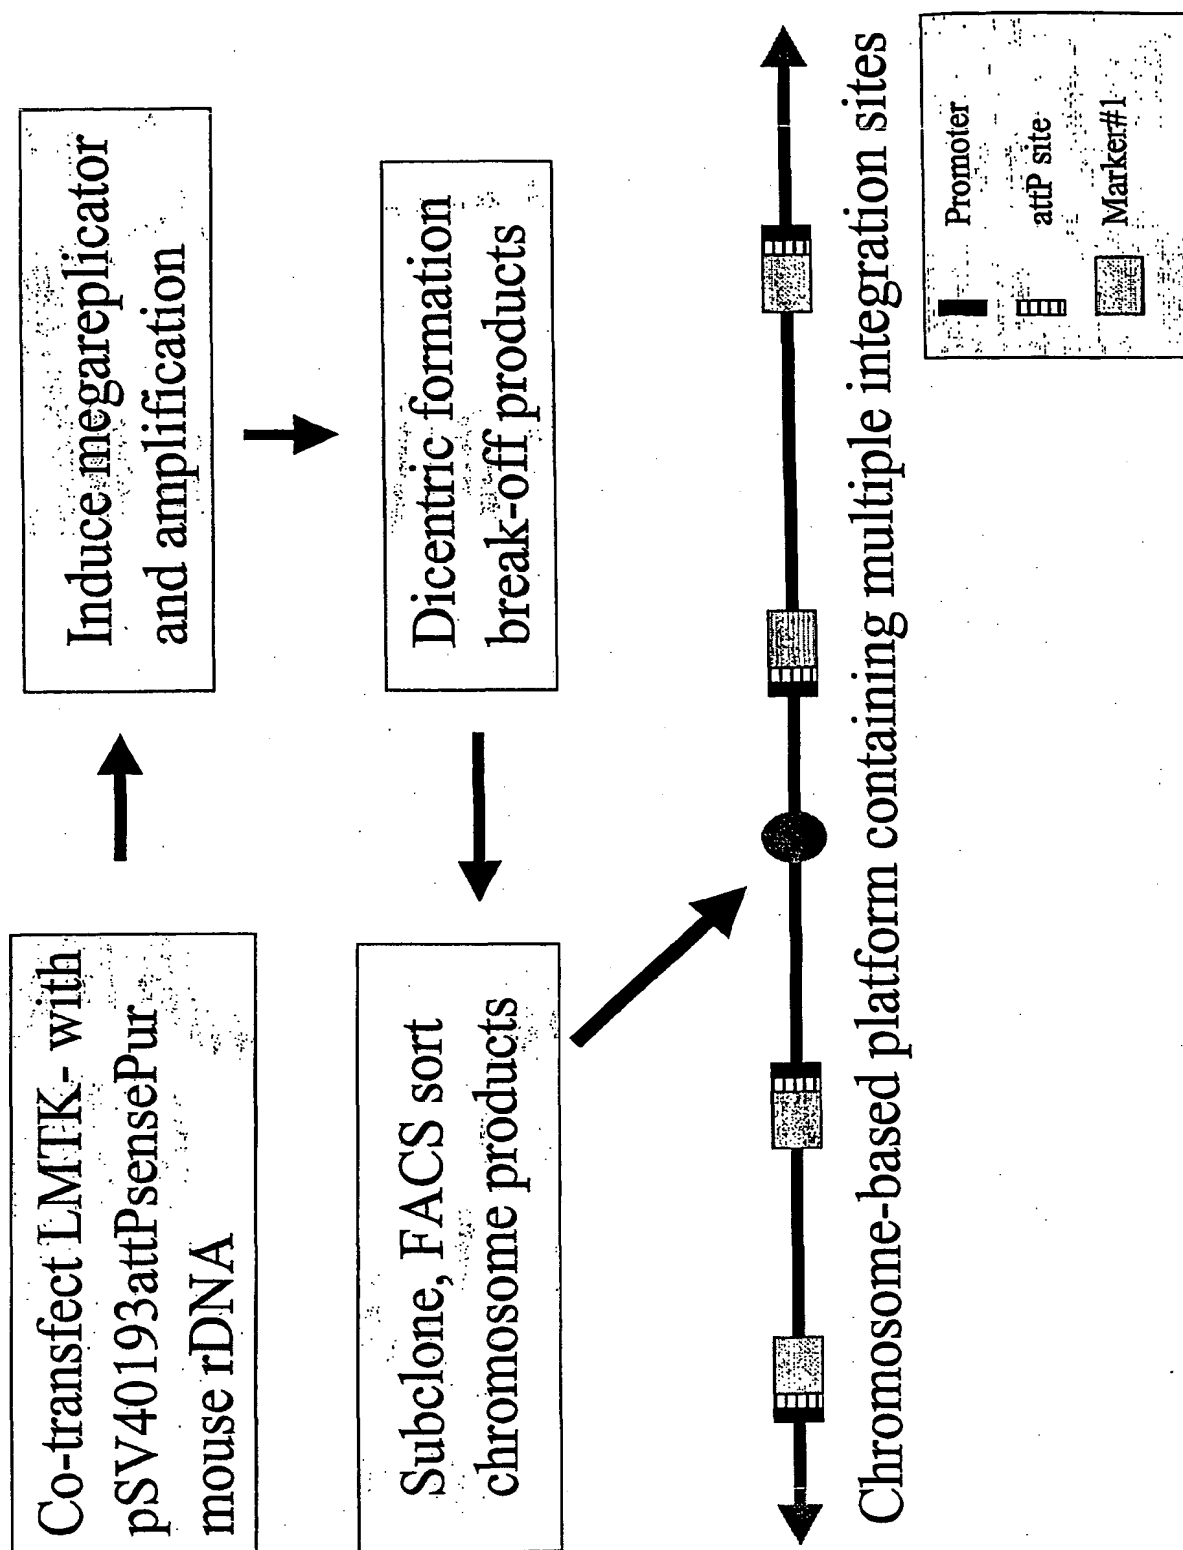 Co-transfect LMTK- with
pSV40193attPsensePur
mouse rDNA
Induce megareplicator
and amplification
Dicentric formation
break-off products
Subclone, FACS sort
chromosome products
Chromosome-based platform containing multiple integration sites
Promoter
attP site
Marker#1